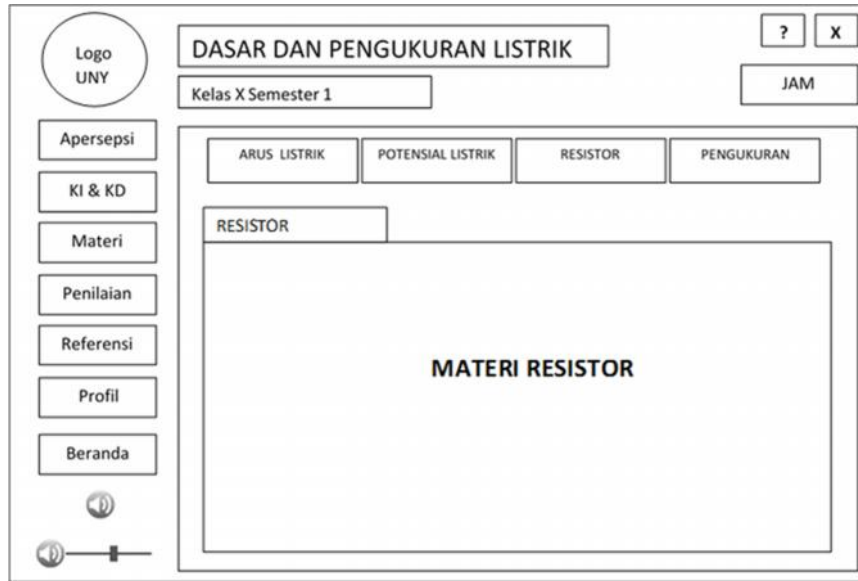 Logo
UNY
DASAR DAN PENGUKURAN LISTRIK
? X
Kelas X Semester 1
JAM
Apersepsi
KI & KD
Materi
Penilaian
Referensi
Profil
Beranda
ARUS LISTRIK
POTENSIAL LISTRIK
RESISTOR
PENGUKURAN
RESISTOR
MATERI RESISTOR